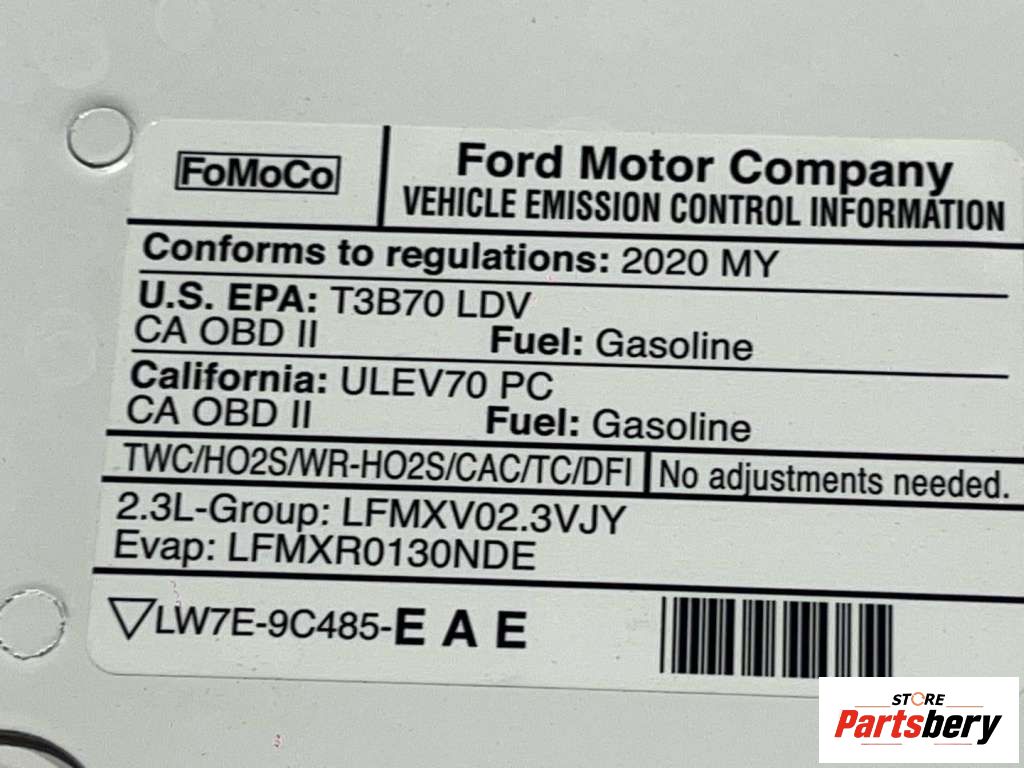 FoMoCo
Ford Motor Company
VEHICLE EMISSION CONTROL INFORMATION
Conforms to regulations: 2020 MY
U.S. EPA: T3B70 LDV
CA OBD II Fuel: Gasoline
California: ULEV70 PC
CA OBD II Fuel: Gasoline
TWC/HO2S/WR-HO2S/CAC/TC/DFI No adjustments needed.
2.3L-Group: LFMXV02.3VJY
Evap: LFMXR0130NDE
▽LW7E-9C485-E A E
STORE
Partsbery